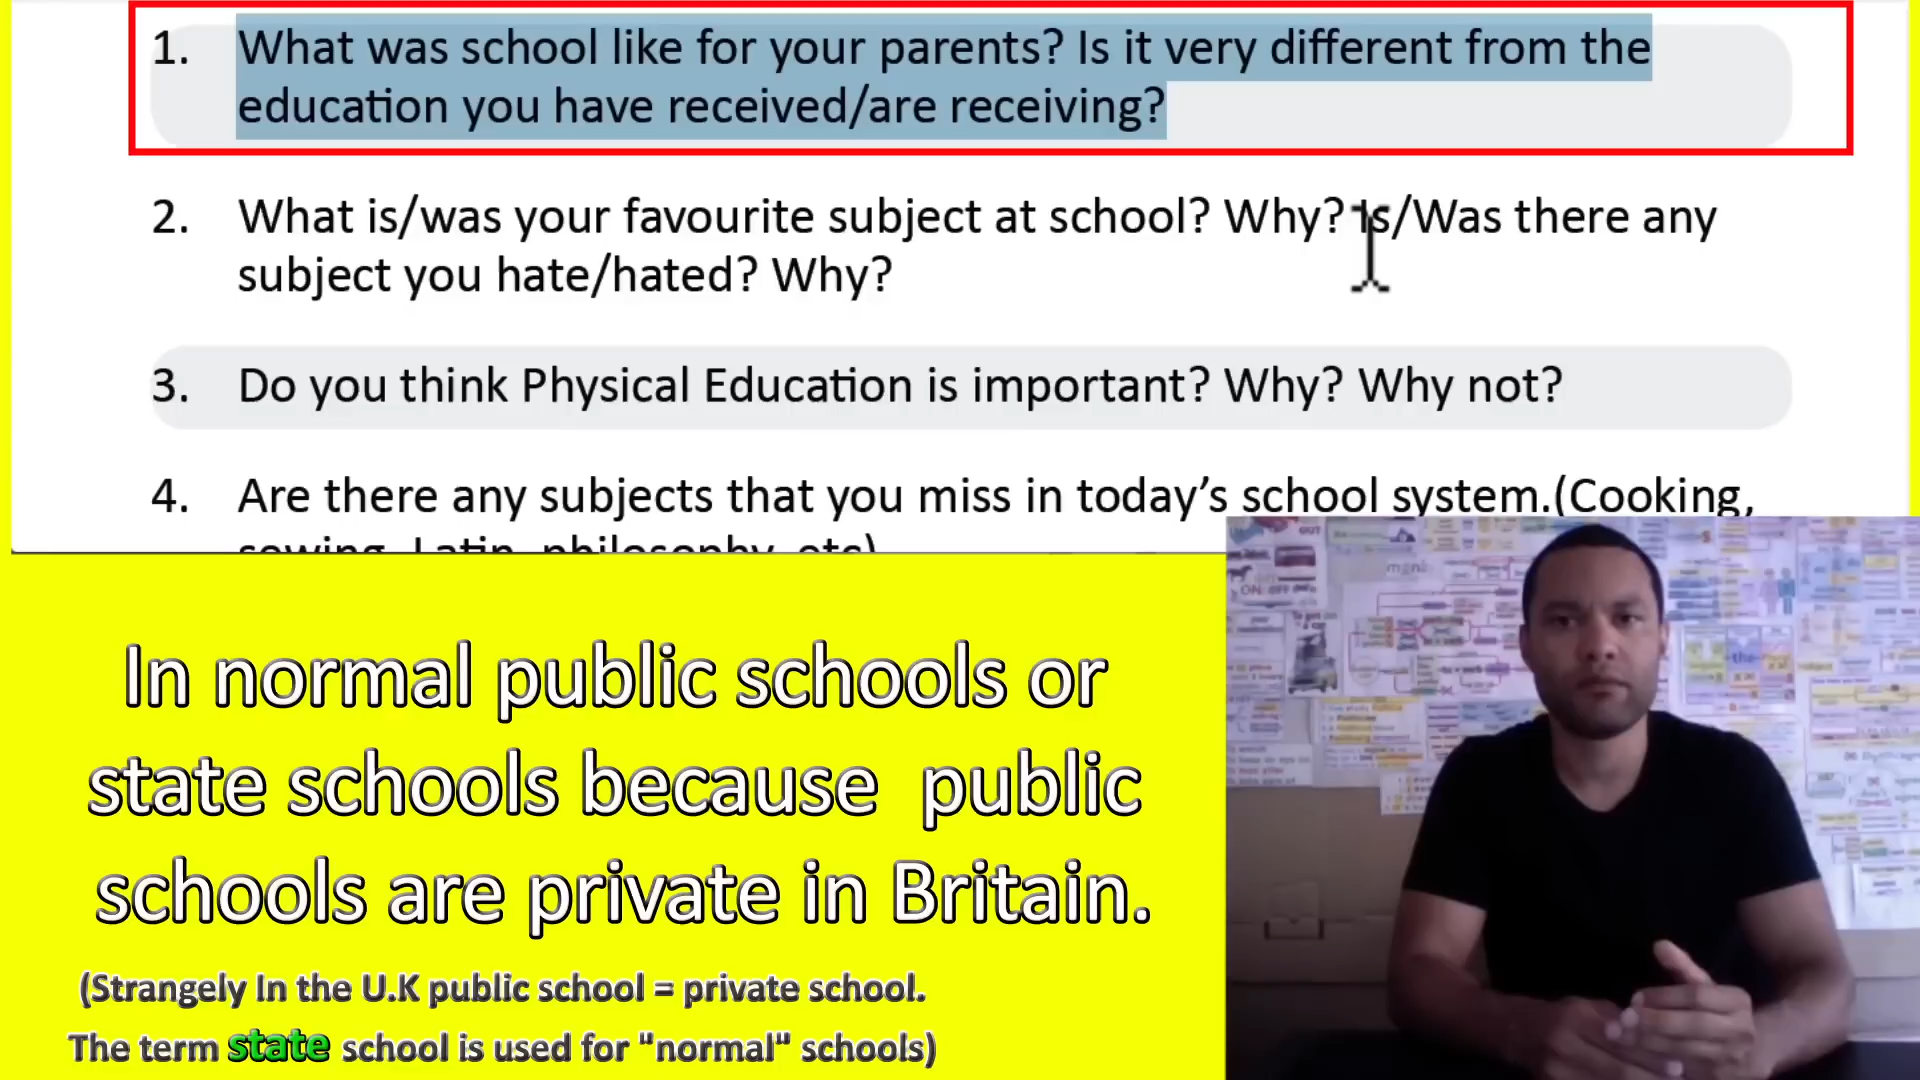 1. What was school like for your parents? Is it very different from the
education you have received/are receiving?
2. What is/was your favourite subject at school? Why? Is/Was there any
subject you hate/hated? Why?
3. Do you think Physical Education is important? Why? Why not?
4. Are there any subjects that you miss in today's school system.(Cooking,
sewing, Latin, philosophy, etc)
In normal public schools or
state schools because public
schools are private in Britain.
(Strangely In the U.K public school = private school.
The term state school is used for "normal" schools)